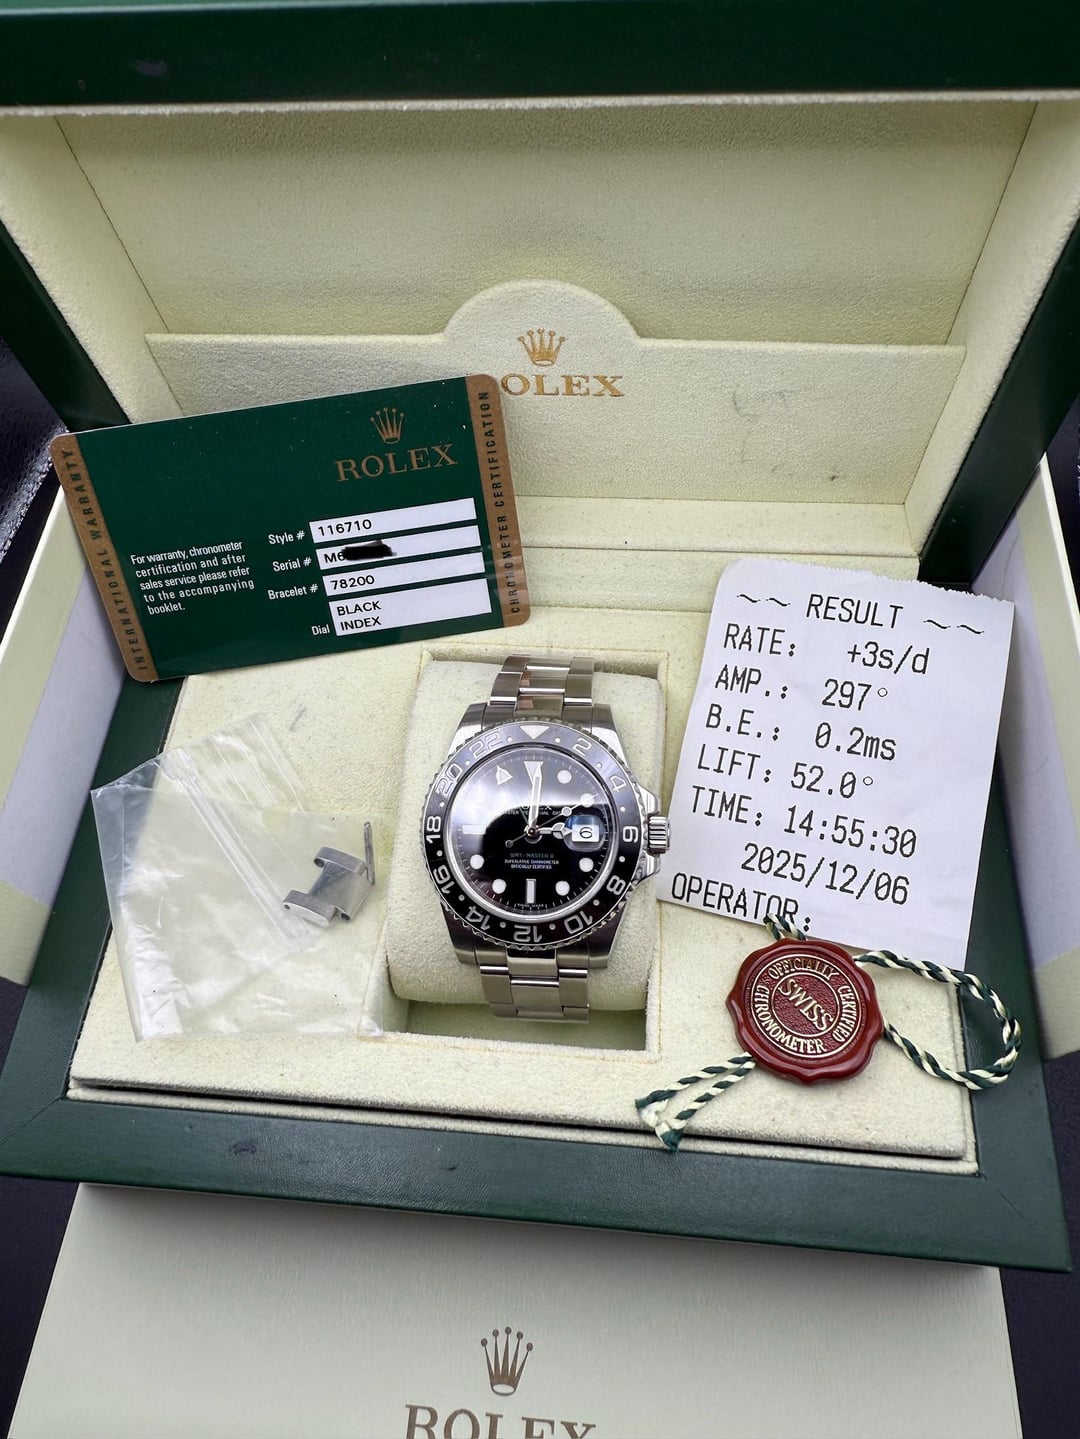 ROLEX
ROLEX
INTERNATIONAL WARRANTY
CHRONOMETER CERTIFICATION
For warranty, chronometer
certification and after
sales service please refer
to the accompanying
booklet.
Style # 116710
Serial # M6
Bracelet # 78200
Dial BLACK
INDEX
~~ RESULT ~~
RATE: +3s/d
AMP.: 297°
B.E.: 0.2ms
LIFT: 52.0°
TIME: 14:55:30
2025/12/06
OPERATOR:
2
4
6
8
10
12
14
16
18
20
22
6
GMT-MASTER II
SUPERLATIVE CHRONOMETER
OFFICIALLY CERTIFIED
OFFICIALLY CERTIFIED
SWISS
CHRONOMETER
ROLEX